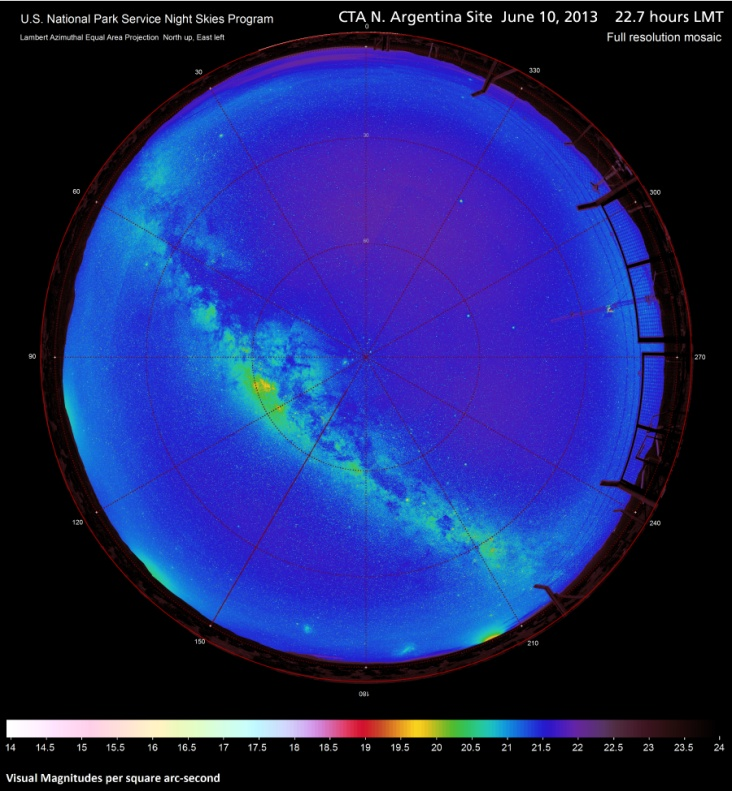 U.S. National Park Service Night Skies Program
CTA N. Argentina Site June 10, 2013 22.7 hours LMT
Lambert Azimuthal Equal Area Projection North up, East left
Full resolution mosaic
0
30
330
30
60
300
60
90
270
120
240
150
210
180
14 14.5 15 15.5 16 16.5 17 17.5 18 18.5 19 19.5 20 20.5 21 21.5 22 22.5 23 23.5 24
Visual Magnitudes per square arc-second